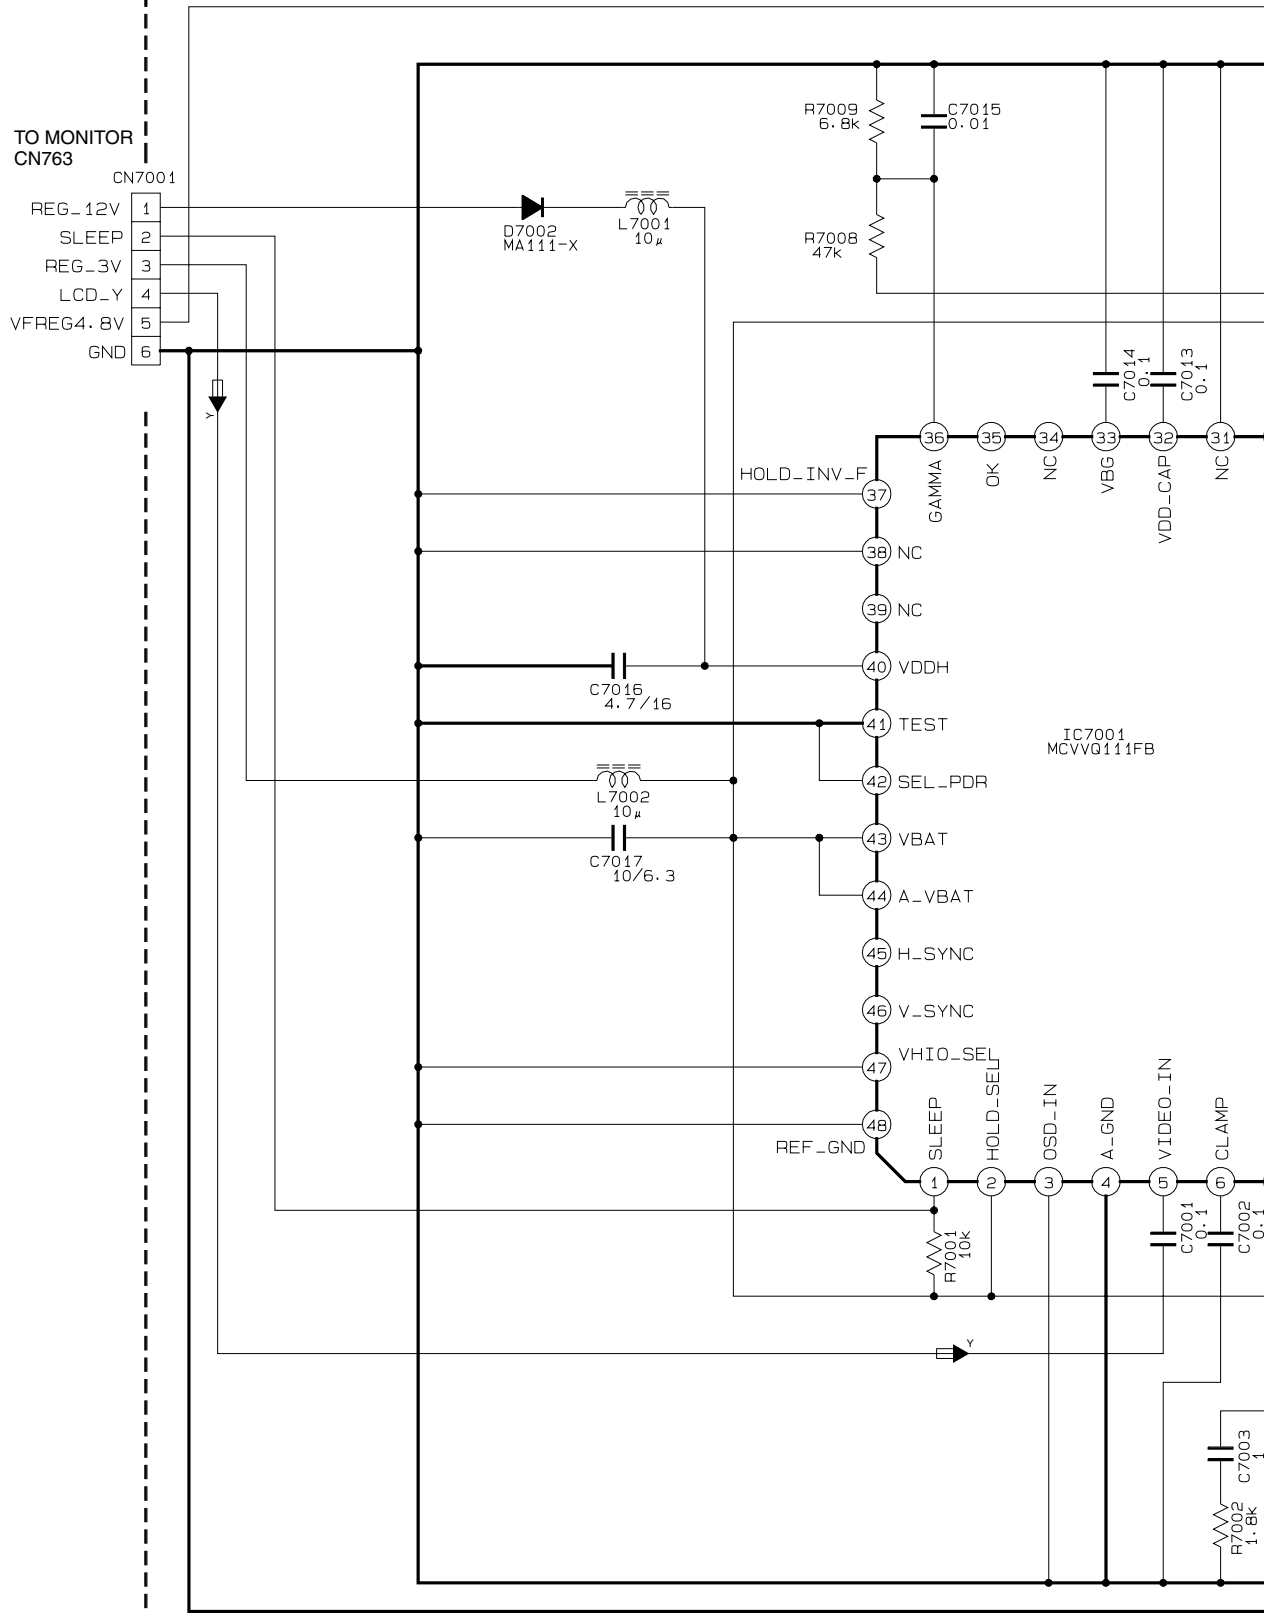 TO MONITOR
CN763
CN7001
REG_12V 1
SLEEP 2
REG_3V 3
LCD_Y 4
VFREG4.8V 5
GND 6
Y
D7002
MA111-X
L7001
10µ
R7009
6.8k
C7015
0.01
R7008
47k
C7014
0.1
C7013
0.1
36 35 34 33 32 31
GAMMA
OK
NC
VBG
VDD_CAP
NC
HOLD_INV_F
37
38 NC
39 NC
40 VDDH
C7016
4.7/16
41 TEST
IC7001
MCVVQ111FB
42 SEL_PDR
L7002
10µ
43 VBAT
C7017
10/6.3
44 A_VBAT
45 H_SYNC
46 V_SYNC
47 VHIO_SEL
48
REF_GND
SLEEP
HOLD_SEL
OSD_IN
A_GND
VIDEO_IN
CLAMP
1 2 3 4 5 6
R7001
10k
C7001
0.1
C7002
0.1
Y
C7003
1
R7002
1.8k